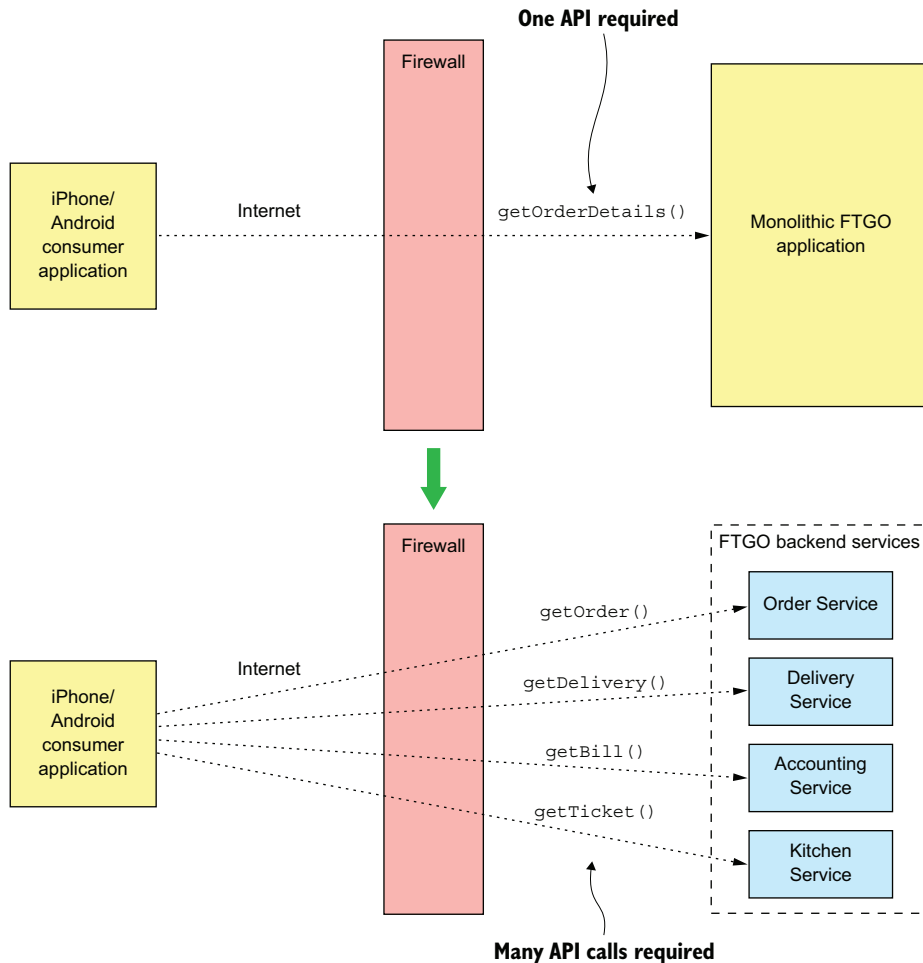 One API required
Firewall
iPhone/
Android
consumer
application
Internet
getOrderDetails()
Monolithic FTGO
application
Firewall
FTGO backend services
iPhone/
Android
consumer
application
Internet
getOrder()
Order Service
getDelivery()
Delivery
Service
getBill()
Accounting
Service
getTicket()
Kitchen
Service
Many API calls required